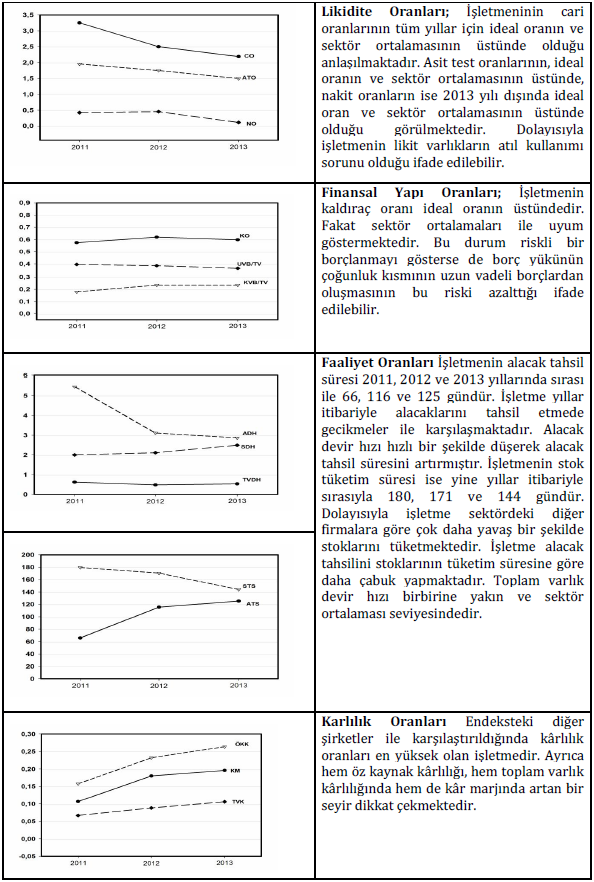 3,5
3,0
2,5
2,0
1,5
1,0
0,5
0,0
CO
ATO
NO
2011
2012
2013
Likidite Oranları; İşletmeninin cari
oranlarının tüm yıllar için ideal oranın ve
sektör ortalamasının üstünde olduğu
anlaşılmaktadır. Asit test oranlarının, ideal
oranın ve sektör ortalamasının üstünde,
nakit oranların ise 2013 yılı dışında ideal
oran ve sektör ortalamasının üstünde
olduğu görülmektedir. Dolayısıyla
işletmenin likit varlıkların atıl kullanımı
sorunu olduğu ifade edilebilir.
0,9
0,8
0,7
0,6
0,5
0,4
0,3
0,2
0,1
0,0
KO
UVB/TV
KVB/TV
2011
2012
2013
Finansal Yapı Oranları; İşletmenin
kaldıraç oranı ideal oranın üstündedir.
Fakat sektör ortalamaları ile uyum
göstermektedir. Bu durum riskli bir
borçlanmayı gösterse de borç yükünün
çoğunluk kısmının uzun vadeli borçlardan
oluşmasının bu riski azalttığı ifade
edilebilir.
6
5
4
3
2
1
0
ADH
SDH
TVDH
2011
2012
2013
Faaliyet Oranları İşletmenin alacak tahsil
süresi 2011, 2012 ve 2013 yıllarında sırası
ile 66, 116 ve 125 gündür. İşletme yıllar
itibariyle alacaklarını tahsil etmede
gecikmeler ile karşılaşmaktadır. Alacak
devir hızı hızlı bir şekilde düşerek alacak
tahsil süresini artırmıştır. İşletmenin stok
tüketim süresi ise yine yıllar itibariyle
sırasıyla 180, 171 ve 144 gündür.
Dolayısıyla işletme sektördeki diğer
firmalara göre çok daha yavaş bir şekilde
stoklarını tüketmektedir. İşletme alacak
tahsilini stoklarının tüketim süresine göre
daha çabuk yapmaktadır. Toplam varlık
devir hızı birbirine yakın ve sektör
ortalaması seviyesindedir.
200
180
160
140
120
100
80
60
40
20
0
STS
ATS
2011
2012
2013
0,30
0,25
0,20
0,15
0,10
0,05
0,00
-0,05
ÖKK
KM
TVK
2011
2012
2013
Karlılık Oranları Endeksteki diğer
şirketler ile karşılaştırıldığında kârlılık
oranları en yüksek olan işletmedir. Ayrıca
hem öz kaynak kârlılığı, hem toplam varlık
kârlılığında hem de kâr marjında artan bir
seyir dikkat çekmektedir.